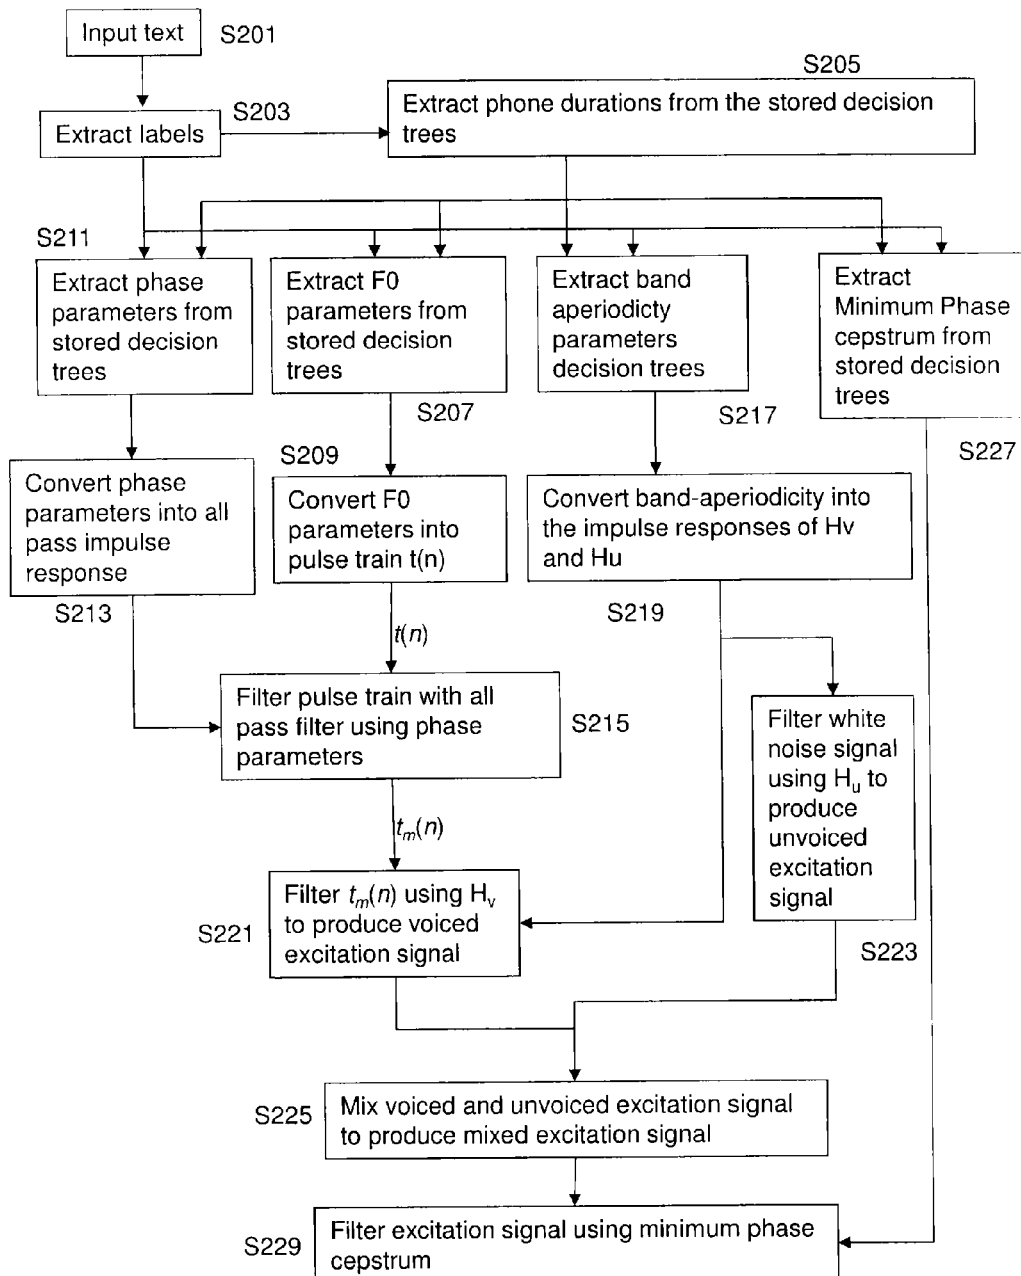 Input text
S201
S205
Extract phone durations from the stored decision
trees
S203
Extract labels
S211
Extract phase
parameters from
stored decision
trees
Extract F0
parameters from
stored decision
trees
Extract band
aperiodicty
parameters
decision trees
Extract
Minimum Phase
cepstrum from
stored decision
trees
S207
S217
S227
S209
Convert phase
parameters into all
pass impulse
response
Convert F0
parameters into
pulse train t(n)
Convert band-aperiodicity into
the impulse responses of Hv
and Hu
S213
S219
t(n)
Filter pulse train with all
pass filter using phase
parameters
S215
Filter white
noise signal
using Hu to
produce
unvoiced
excitation
signal
tm(n)
Filter tm(n) using Hv
to produce voiced
excitation signal
S221
S223
S225
Mix voiced and unvoiced excitation signal
to produce mixed excitation signal
S229
Filter excitation signal using minimum phase
cepstrum